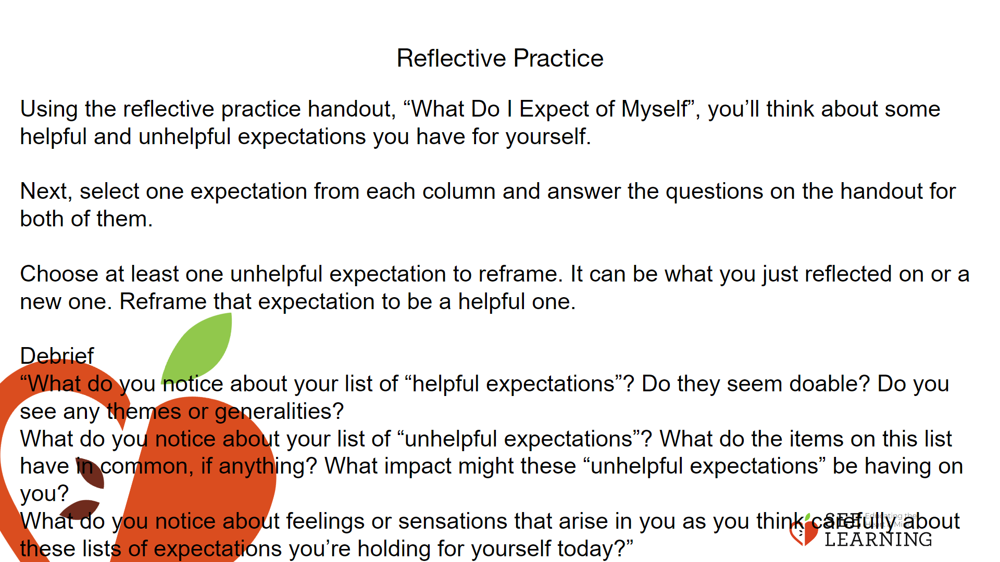 Reflective Practice
Using the reflective practice handout, “What Do I Expect of Myself”, you’ll think about some
helpful and unhelpful expectations you have for yourself.
Next, select one expectation from each column and answer the questions on the handout for
both of them.
Choose at least one unhelpful expectation to reframe. It can be what you just reflected on or a
new one. Reframe that expectation to be a helpful one.
Debrief
“What do you notice about your list of “helpful expectations”? Do they seem doable? Do you
see any themes or generalities?
What do you notice about your list of “unhelpful expectations”? What do the items on this list
have in common, if anything? What impact might these “unhelpful expectations” be having on
you?
What do you notice about feelings or sensations that arise in you as you think carefully about
these lists of expectations you’re holding for yourself today?”
SEE Educating the
Heart & Mind
LEARNING